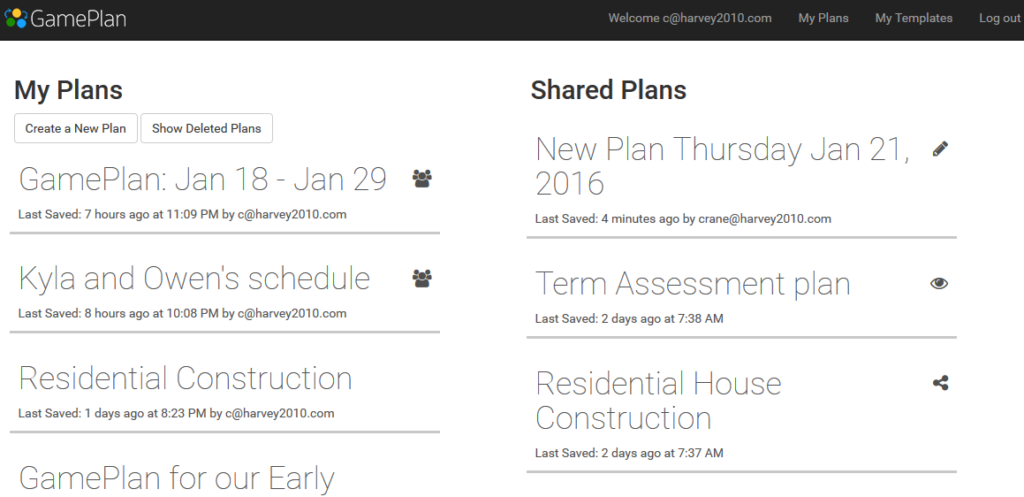 GamePlan
Welcome c@harvey2010.com
My Plans
My Templates
Log out
My Plans
Create a New Plan
Show Deleted Plans
GamePlan: Jan 18 - Jan 29
Last Saved: 7 hours ago at 11:09 PM by c@harvey2010.com
Kyla and Owen's schedule
Last Saved: 8 hours ago at 10:08 PM by c@harvey2010.com
Residential Construction
Last Saved: 1 days ago at 8:23 PM by c@harvey2010.com
GamePlan for our Early
Shared Plans
New Plan Thursday Jan 21,
2016
Last Saved: 4 minutes ago by crane@harvey2010.com
Term Assessment plan
Last Saved: 2 days ago at 7:38 AM
Residential House
Construction
Last Saved: 2 days ago at 7:37 AM